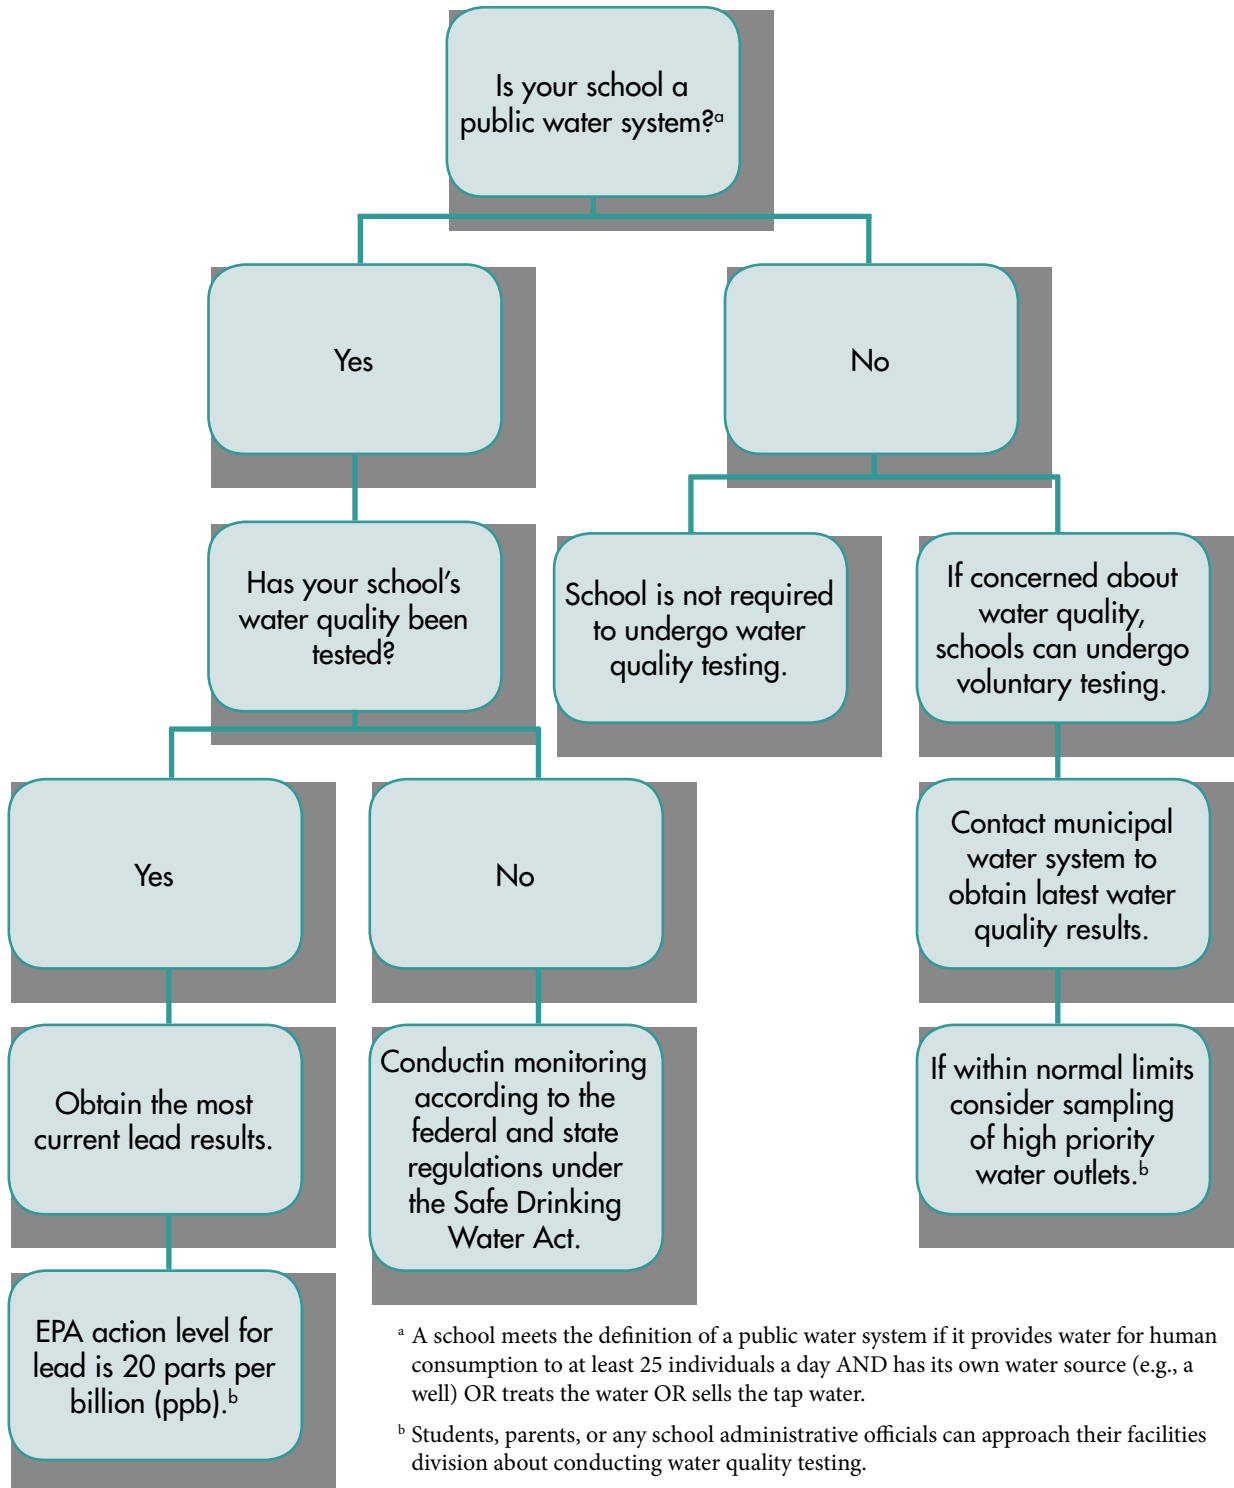 Is your school a
public water system?ᵃ
Yes
No
Has your school’s
water quality been
tested?
School is not required
to undergo water
quality testing.
If concerned about
water quality,
schools can undergo
voluntary testing.
Yes
No
Contact municipal
water system to
obtain latest water
quality results.
Obtain the most
current lead results.
Conductin monitoring
according to the
federal and state
regulations under
the Safe Drinking
Water Act.
If within normal limits
consider sampling
of high priority
water outlets.ᵇ
EPA action level for
lead is 20 parts per
billion (ppb).ᵇ
ᵃ A school meets the definition of a public water system if it provides water for human
consumption to at least 25 individuals a day AND has its own water source (e.g., a
well) OR treats the water OR sells the tap water.
ᵇ Students, parents, or any school administrative officials can approach their facilities
division about conducting water quality testing.